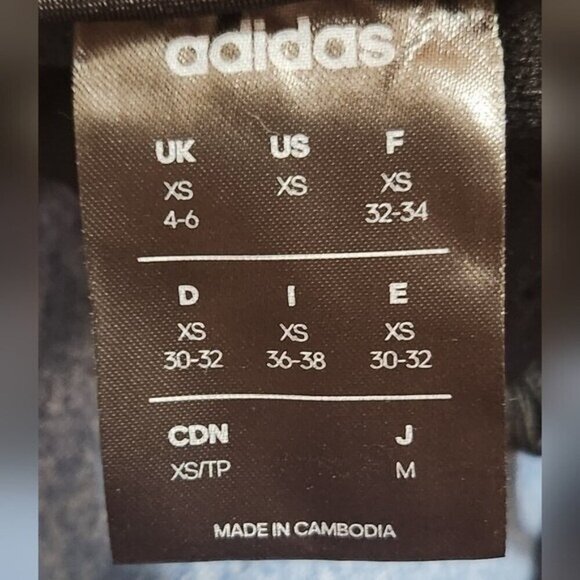 adidas
UK US F
XS XS XS
4-6 32-34
D I E
XS XS XS
30-32 36-38 30-32
CDN J
XS/TP M
MADE IN CAMBODIA